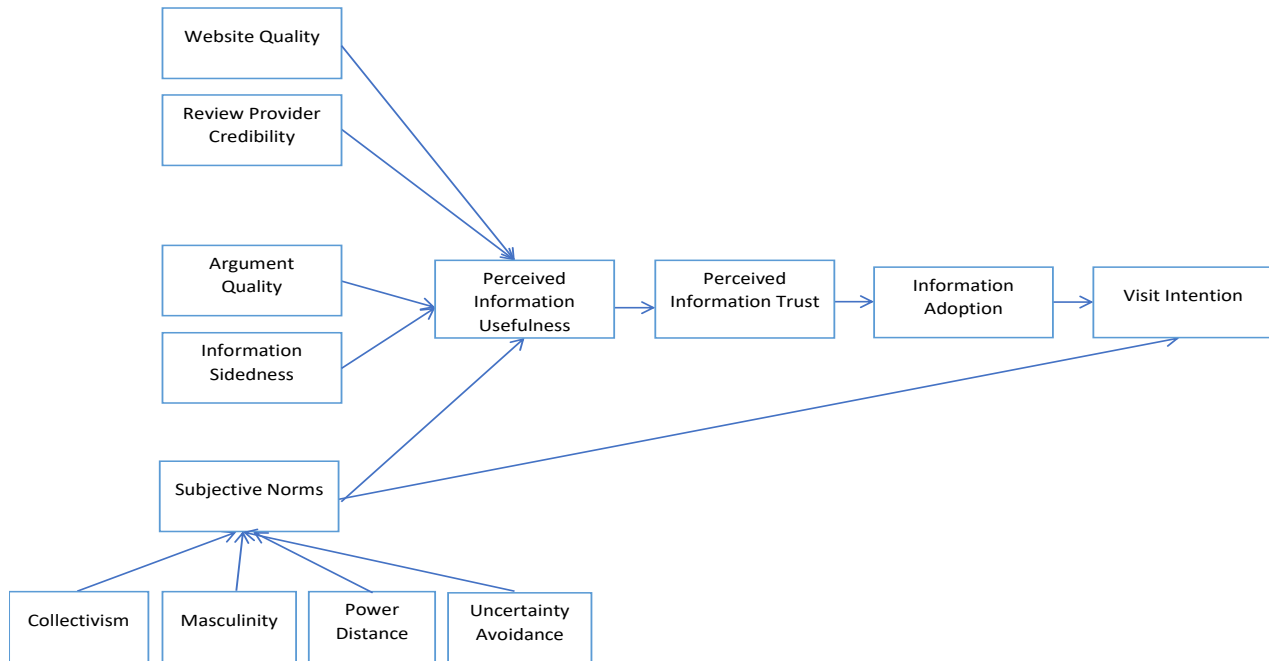 Website Quality
Review Provider
Credibility
Argument
Quality
Information
Sidedness
Perceived
Information
Usefulness
Perceived
Information Trust
Information
Adoption
Visit Intention
Subjective Norms
Collectivism
Masculinity
Power
Distance
Uncertainty
Avoidance